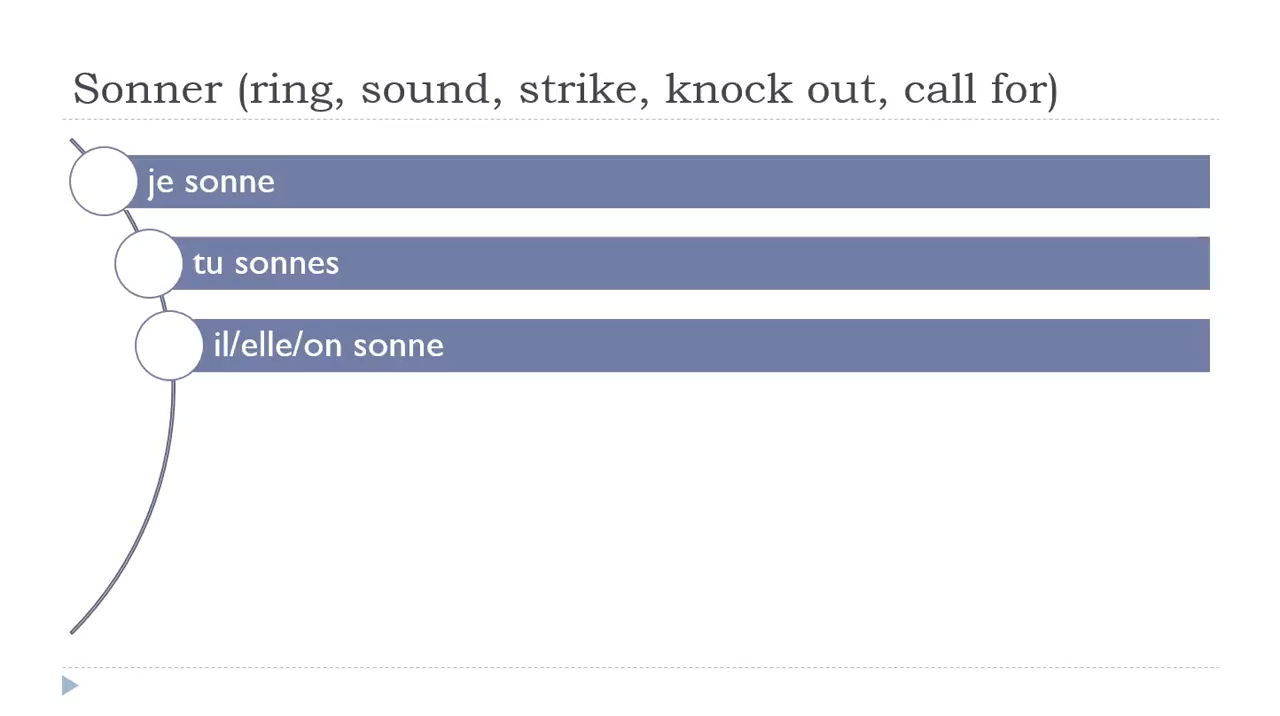 Sonner (ring, sound, strike, knock out, call for)
je sonne
tu sonnes
il/elle/on sonne